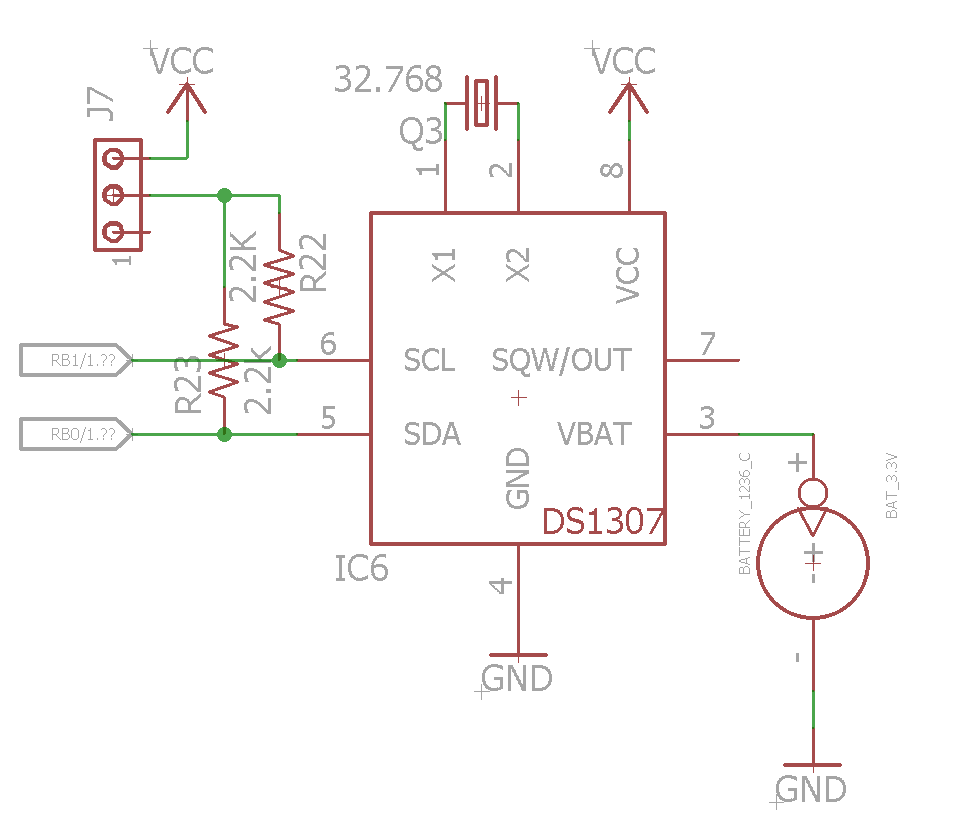 VCC
VCC
32.768
J7
Q3
1
2
8
X1
X2
VCC
2.2K
R22
1
RB1/1.??
6
SCL
SQW/OUT
7
R23
2.2k
RB0/1.??
5
SDA
VBAT
3
GND
+
BATTERY_1236_C
BAT_3.3V
DS1307
IC6
+
-
4
-
GND
GND